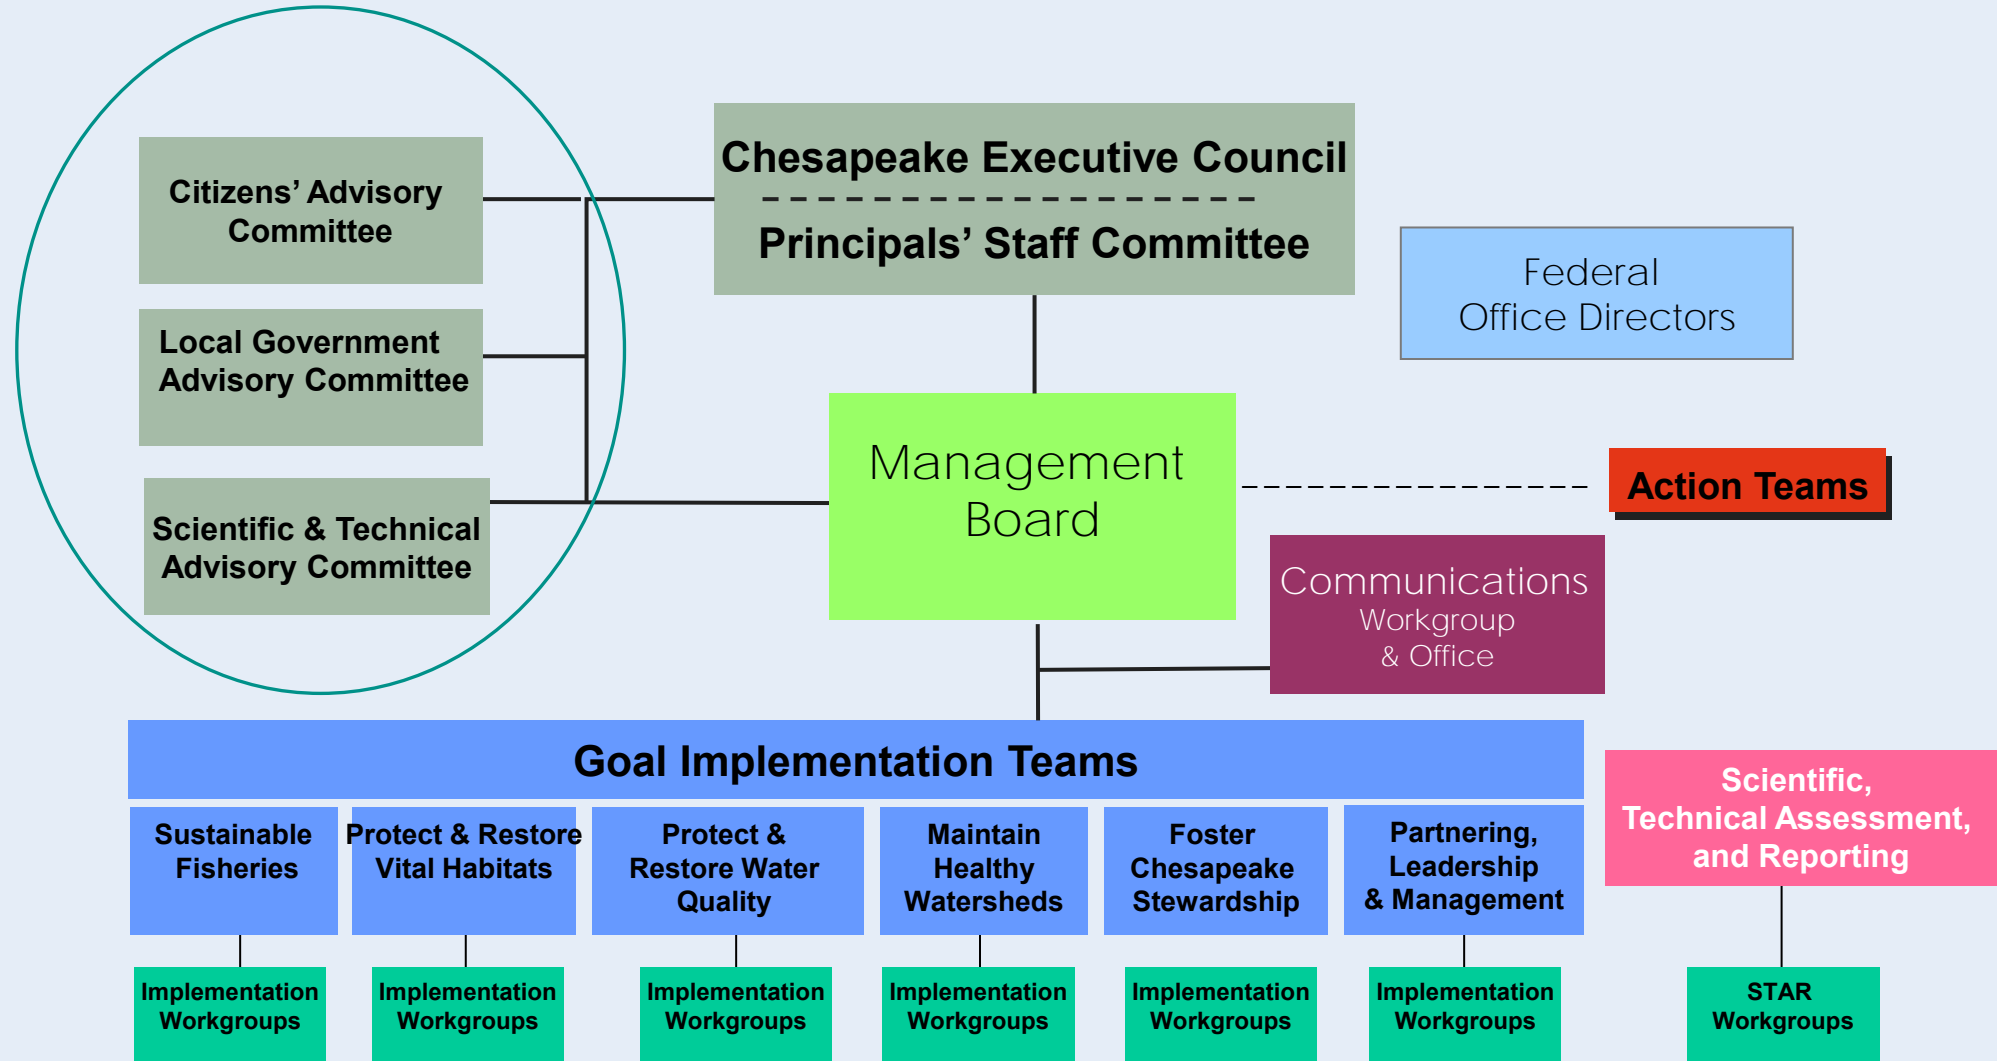 Citizens’ Advisory
Committee
Local Government
Advisory Committee
Scientific & Technical
Advisory Committee
Chesapeake Executive Council
Principals’ Staff Committee
Federal
Office Directors
Management
Board
Action Teams
Communications
Workgroup
& Office
Goal Implementation Teams
Sustainable
Fisheries
Protect & Restore
Vital Habitats
Protect &
Restore Water
Quality
Maintain
Healthy
Watersheds
Foster
Chesapeake
Stewardship
Partnering,
Leadership
& Management
Scientific,
Technical Assessment,
and Reporting
Implementation
Workgroups
Implementation
Workgroups
Implementation
Workgroups
Implementation
Workgroups
Implementation
Workgroups
Implementation
Workgroups
STAR
Workgroups